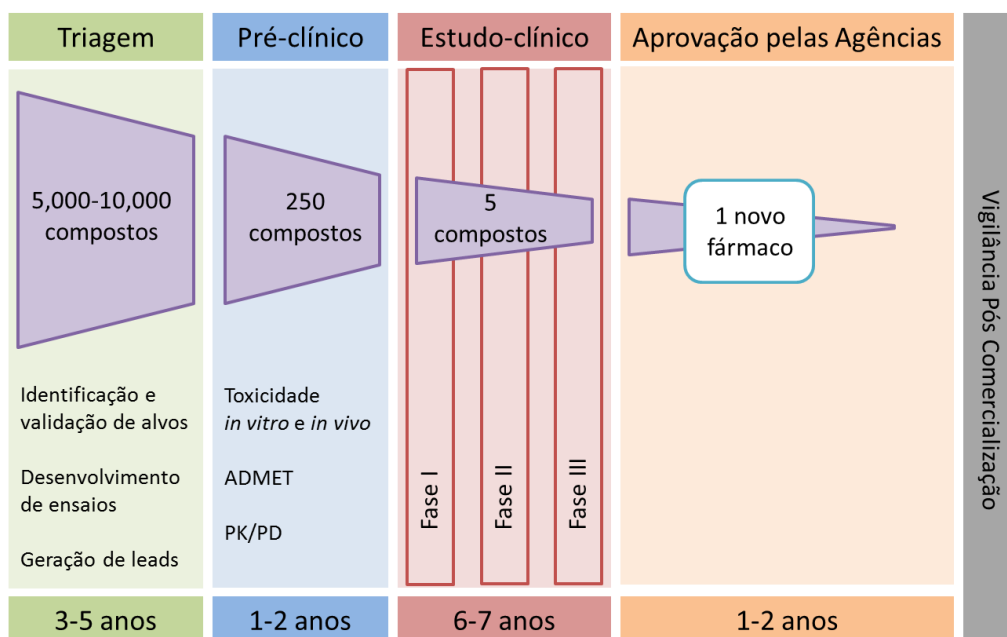 Triagem
Pré-clínico
Estudo-clínico
Aprovação pelas Agências
5,000-10,000
compostos
250
compostos
5
compostos
1 novo
fármaco
Identificação e
validação de alvos
Desenvolvimento
de ensaios
Geração de leads
Toxicidade
in vitro e in vivo
ADMET
PK/PD
Fase I
Fase II
Fase III
3-5 anos
1-2 anos
6-7 anos
1-2 anos
Vigilância Pós Comercialização